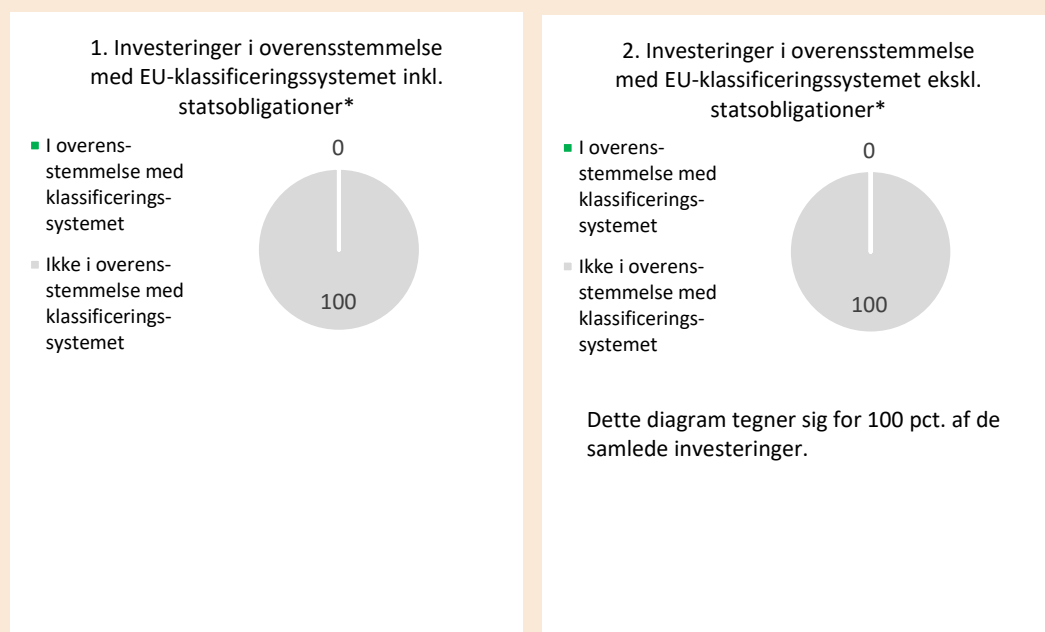 1. Investeringer i overensstemmelse
med EU-klassificeringssystemet inkl.
statsobligationer*
I overens-
stemmelse med
klassificerings-
systemet
Ikke i overens-
stemmelse med
klassificerings-
systemet
0
100
2. Investeringer i overensstemmelse
med EU-klassificeringssystemet ekskl.
statsobligationer*
I overens-
stemmelse med
klassificerings-
systemet
Ikke i overens-
stemmelse med
klassificerings-
systemet
0
100
Dette diagram tegner sig for 100 pct. af de
samlede investeringer.